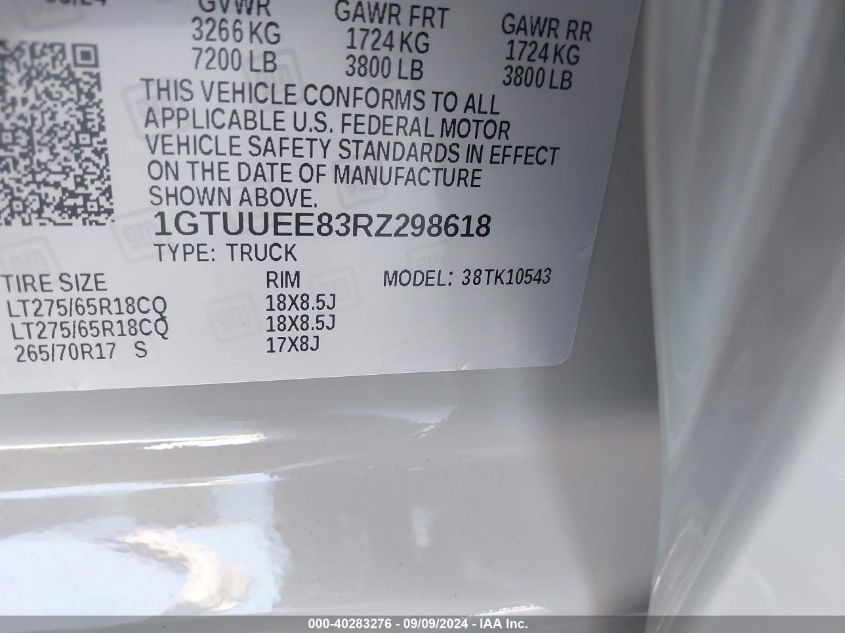 GVWR GAWR FRT GAWR RR
3266 KG 1724 KG 1724 KG
7200 LB 3800 LB 3800 LB
THIS VEHICLE CONFORMS TO ALL
APPLICABLE U.S. FEDERAL MOTOR
VEHICLE SAFETY STANDARDS IN EFFECT
ON THE DATE OF MANUFACTURE
SHOWN ABOVE.
1GTUUEE83RZ298618
TYPE: TRUCK
TIRE SIZE RIM MODEL: 38TK10543
LT275/65R18CQ 18X8.5J
LT275/65R18CQ 18X8.5J
265/70R17 S 17X8J
000-40283276 - 09/09/2024 - IAA Inc.